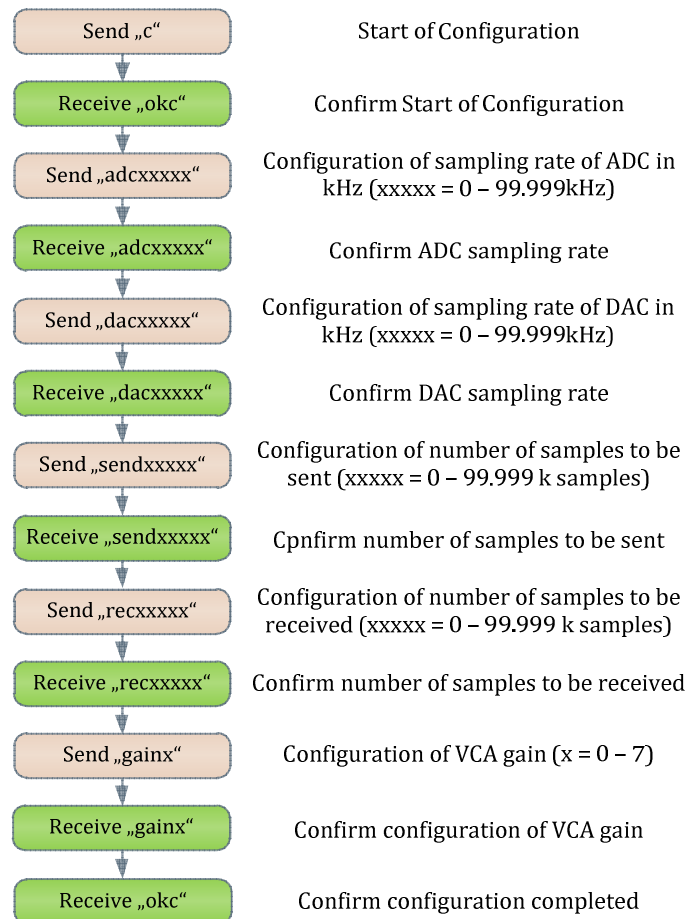 Send „c“
Start of Configuration
Receive „okc“
Confirm Start of Configuration
Send „adcxxxxx“
Configuration of sampling rate of ADC in
kHz (xxxxx = 0 – 99.999kHz)
Receive „adcxxxxx“
Confirm ADC sampling rate
Send „dacxxxxx“
Configuration of sampling rate of DAC in
kHz (xxxxx = 0 – 99.999kHz)
Receive „dacxxxxx“
Confirm DAC sampling rate
Send „sendxxxxx“
Configuration of number of samples to be
sent (xxxxx = 0 – 99.999 k samples)
Receive „sendxxxxx“
Cpnfirm number of samples to be sent
Send „recxxxxx“
Configuration of number of samples to be
received (xxxxx = 0 – 99.999 k samples)
Receive „recxxxxx“
Confirm number of samples to be received
Send „gainx“
Configuration of VCA gain (x = 0 – 7)
Receive „gainx“
Confirm configuration of VCA gain
Receive „okc“
Confirm configuration completed